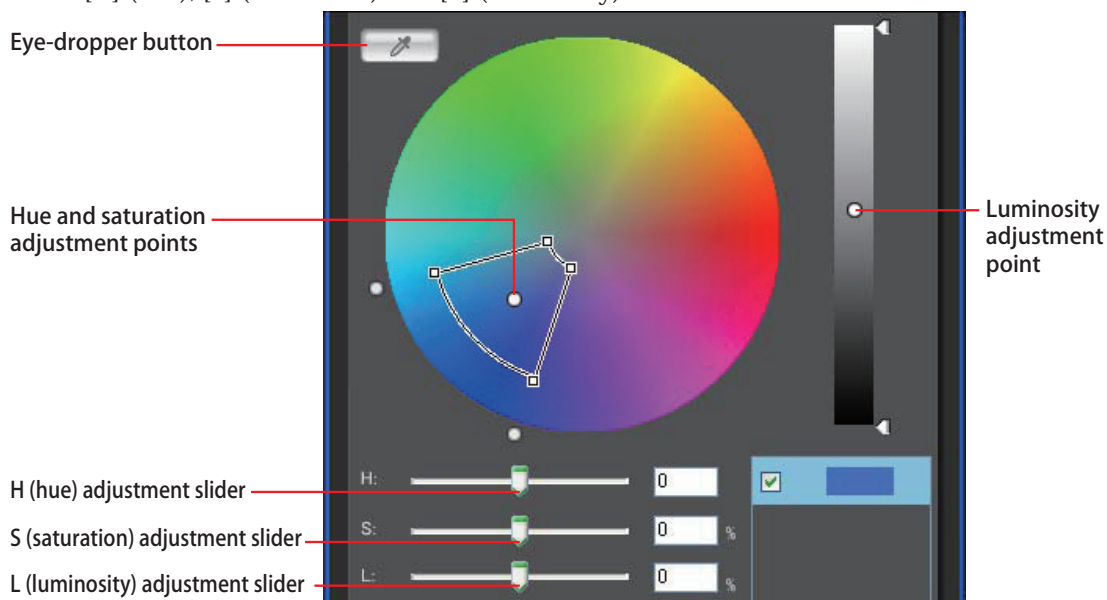 Eye-dropper button
Hue and saturation
adjustment points
Luminosity
adjustment
point
H (hue) adjustment slider
H:
0
S (saturation) adjustment slider
S:
0
%
L (luminosity) adjustment slider
L:
0
%